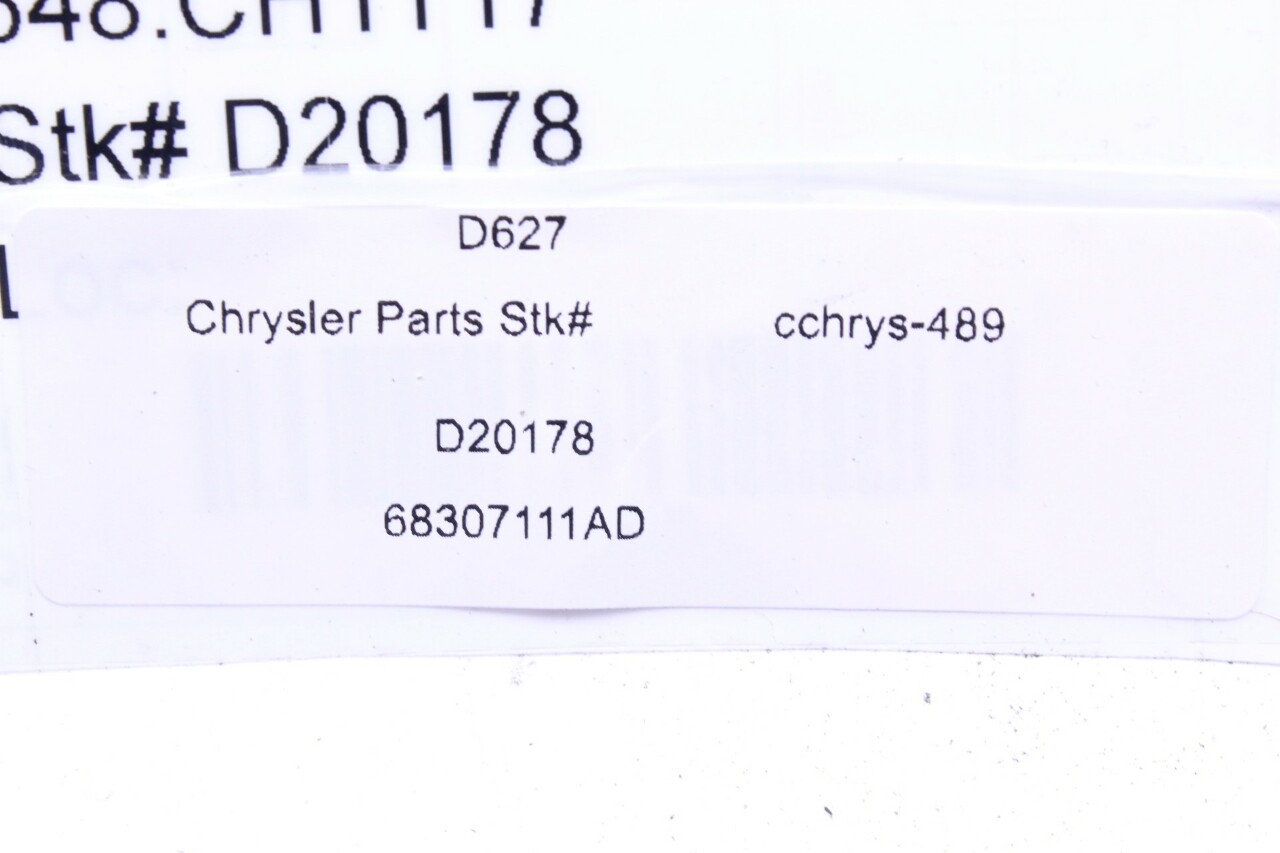 Stk# D20178
D627
Chrysler Parts Stk# cchrys-489
D20178
68307111AD